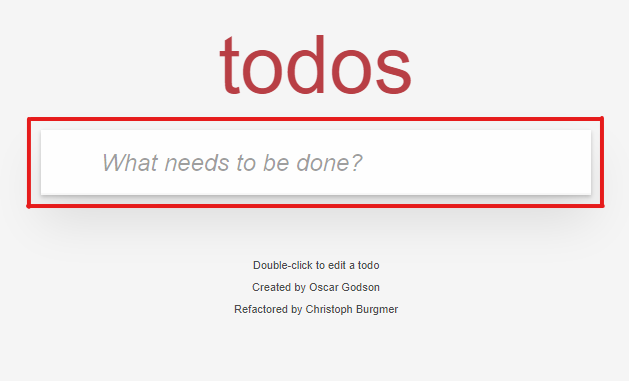 todos
What needs to be done?
Double-click to edit a todo
Created by Oscar Godson
Refactored by Christoph Burgmer